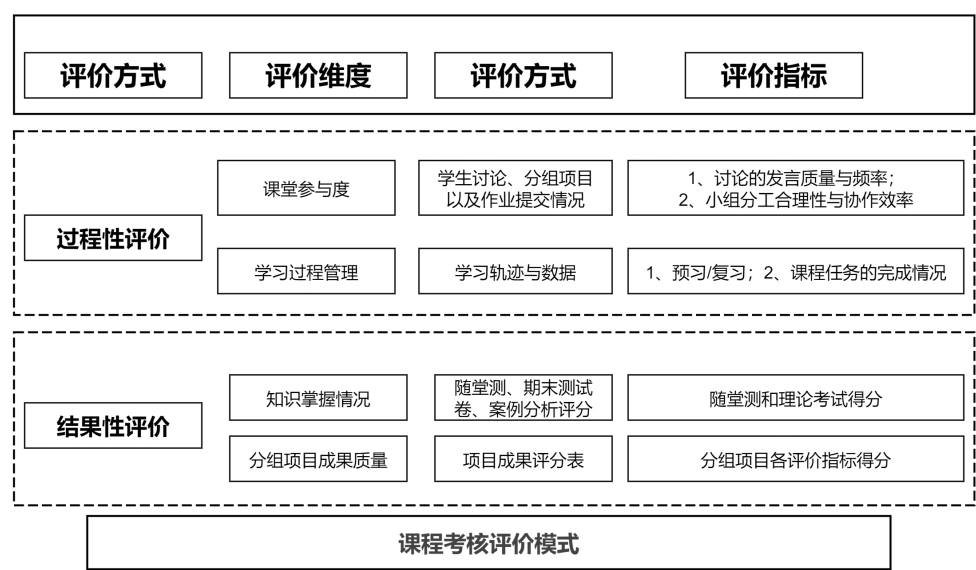 评价方式
评价维度
评价方式
评价指标
过程性评价
课堂参与度
学生讨论、分组项目
以及作业提交情况
1、讨论的发言质量与频率；
2、小组分工合理性与协作效率
学习过程管理
学习轨迹与数据
1、预习/复习；2、课程任务的完成情况
结果性评价
知识掌握情况
随堂测、期末测试
卷、案例分析评分
随堂测和理论考试得分
分组项目成果质量
项目成果评分表
分组项目各评价指标得分
课程考核评价模式